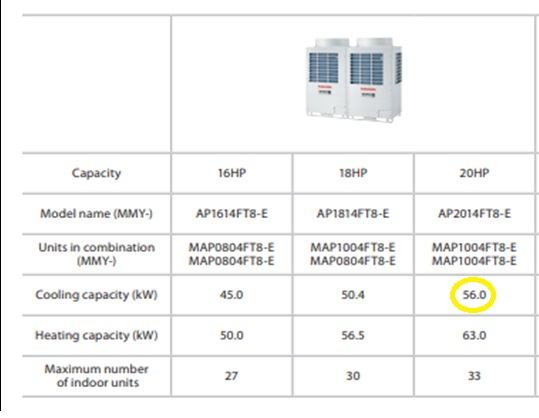 Capacity 16HP 18HP 20HP
Model name (MMY-) AP1614FT8-E AP1814FT8-E AP2014FT8-E
Units in combination MAP0804FT8-E MAP1004FT8-E MAP1004FT8-E
(MMY-) MAP0804FT8-E MAP0804FT8-E MAP1004FT8-E
Cooling capacity (kW) 45.0 50.4 56.0
Heating capacity (kW) 50.0 56.5 63.0
Maximum number
of indoor units 27 30 33